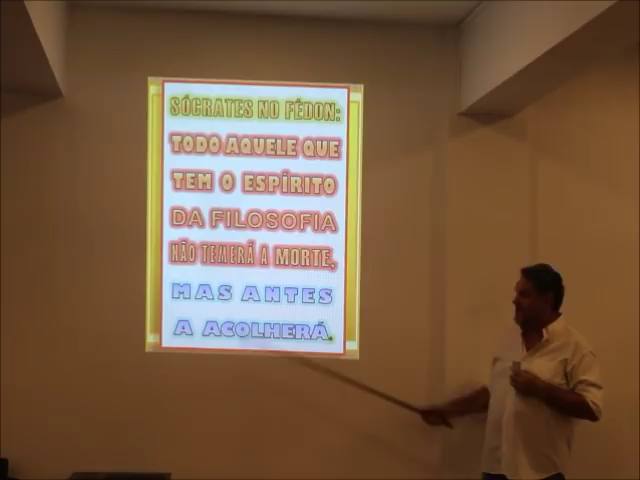 SÓCRATES NO FÉDON:
TODO AQUELE QUE
TEM O ESPÍRITO
DA FILOSOFIA
NÃO TEMERÁ A MORTE,
MAS ANTES
A ACOLHERÁ.